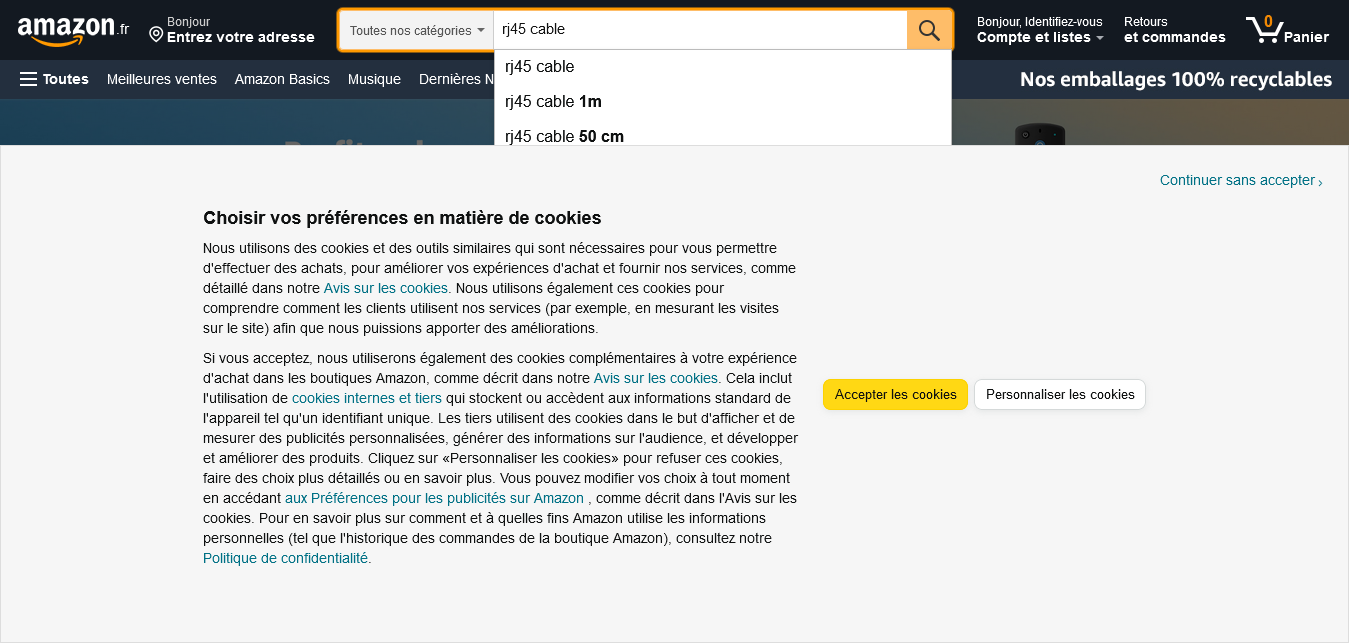 amazon.fr
Bonjour
Entrez votre adresse
Toutes nos catégories
rj45 cable
Bonjour, Identifiez-vous
Compte et listes
Retours
et commandes
0
Panier
Toutes
Meilleures ventes
Amazon Basics
Musique
Dernières N
Nos emballages 100% recyclables
rj45 cable
rj45 cable 1m
rj45 cable 50 cm
Continuer sans accepter ›
Choisir vos préférences en matière de cookies
Nous utilisons des cookies et des outils similaires qui sont nécessaires pour vous permettre
d'effectuer des achats, pour améliorer vos expériences d'achat et fournir nos services, comme
détaillé dans notre Avis sur les cookies. Nous utilisons également ces cookies pour
comprendre comment les clients utilisent nos services (par exemple, en mesurant les visites
sur le site) afin que nous puissions apporter des améliorations.
Si vous acceptez, nous utiliserons également des cookies complémentaires à votre expérience
d'achat dans les boutiques Amazon, comme décrit dans notre Avis sur les cookies. Cela inclut
l'utilisation de cookies internes et tiers qui stockent ou accèdent aux informations standard de
l'appareil tel qu'un identifiant unique. Les tiers utilisent des cookies dans le but d'afficher et de
mesurer des publicités personnalisées, générer des informations sur l'audience, et développer
et améliorer des produits. Cliquez sur «Personnaliser les cookies» pour refuser ces cookies,
faire des choix plus détaillés ou en savoir plus. Vous pouvez modifier vos choix à tout moment
en accédant aux Préférences pour les publicités sur Amazon , comme décrit dans l'Avis sur les
cookies. Pour en savoir plus sur comment et à quelles fins Amazon utilise les informations
personnelles (tel que l'historique des commandes de la boutique Amazon), consultez notre
Politique de confidentialité.
Accepter les cookies
Personnaliser les cookies